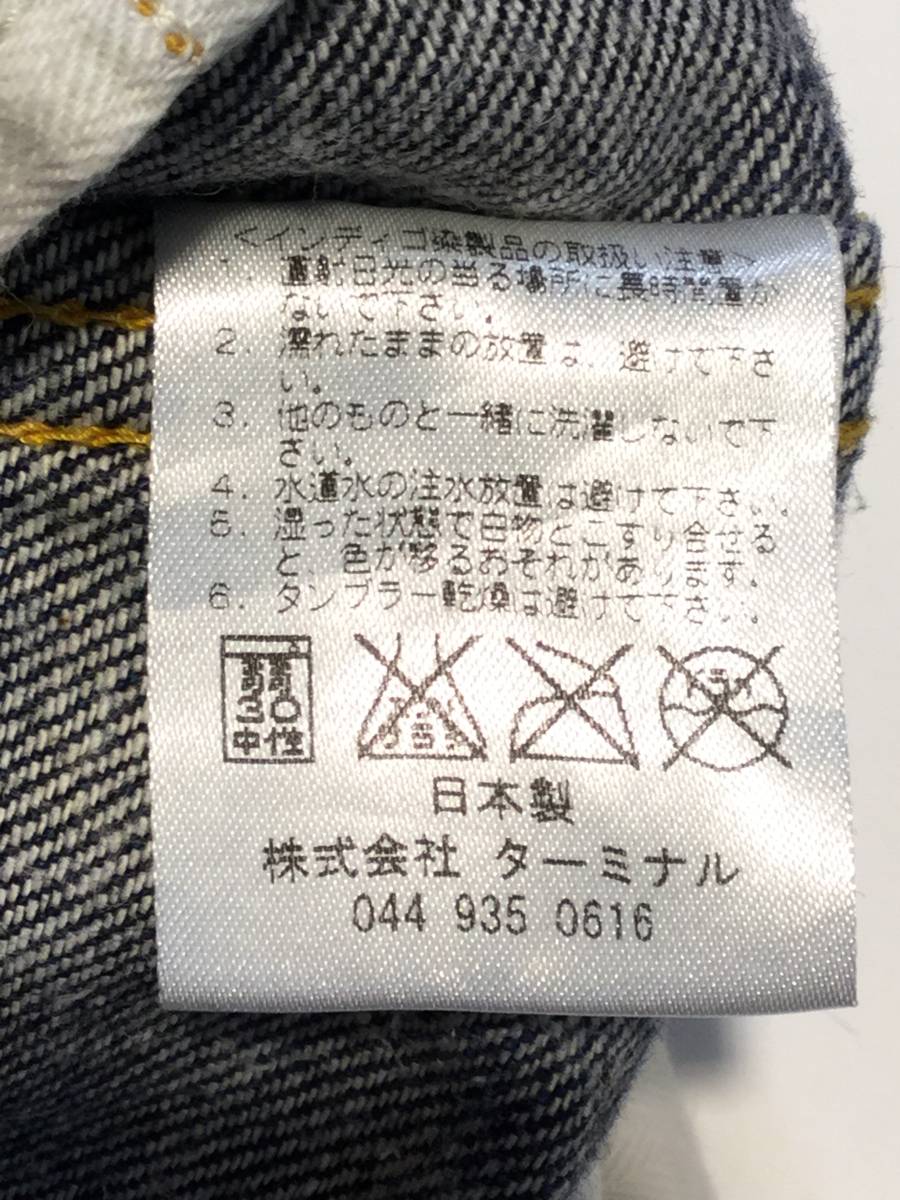 <インディゴ染製品の取扱い注意>
1. 直射日光の当る場所に長時間置か
ないで下さい.
2. 濡れたままの放置は、避けて下さ
い。
3. 他のものと一緒に洗濯しないで下
さい。
4. 水道水の注水放置は避けて下さい。
5. 湿った状態で白物とこすり合せる
と、色が移るおそれがあります。
6. タンブラー乾燥は避けて下さい。
中性
日本製
株式会社 ターミナル
044 935 0616